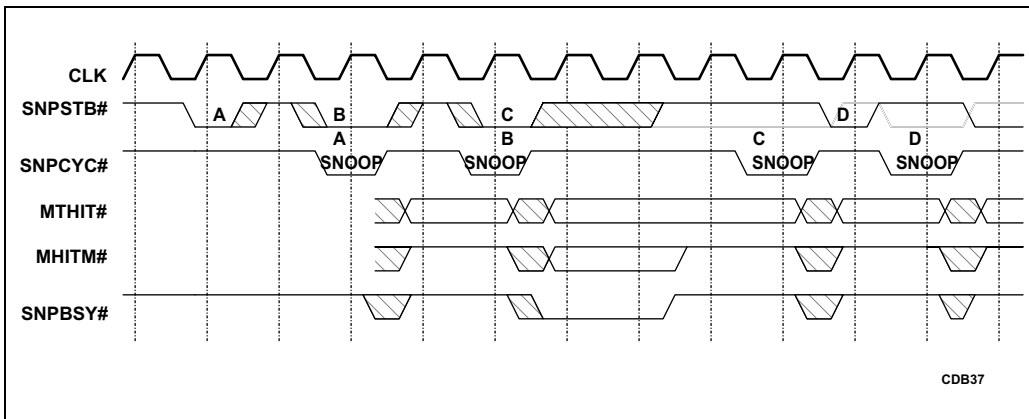 CLK
SNPSTB#
A
B
C
D
A
B
C
D
SNPCYC#
SNOOP
SNOOP
SNOOP
SNOOP
MTHIT#
MHITM#
SNPBSY#
CDB37